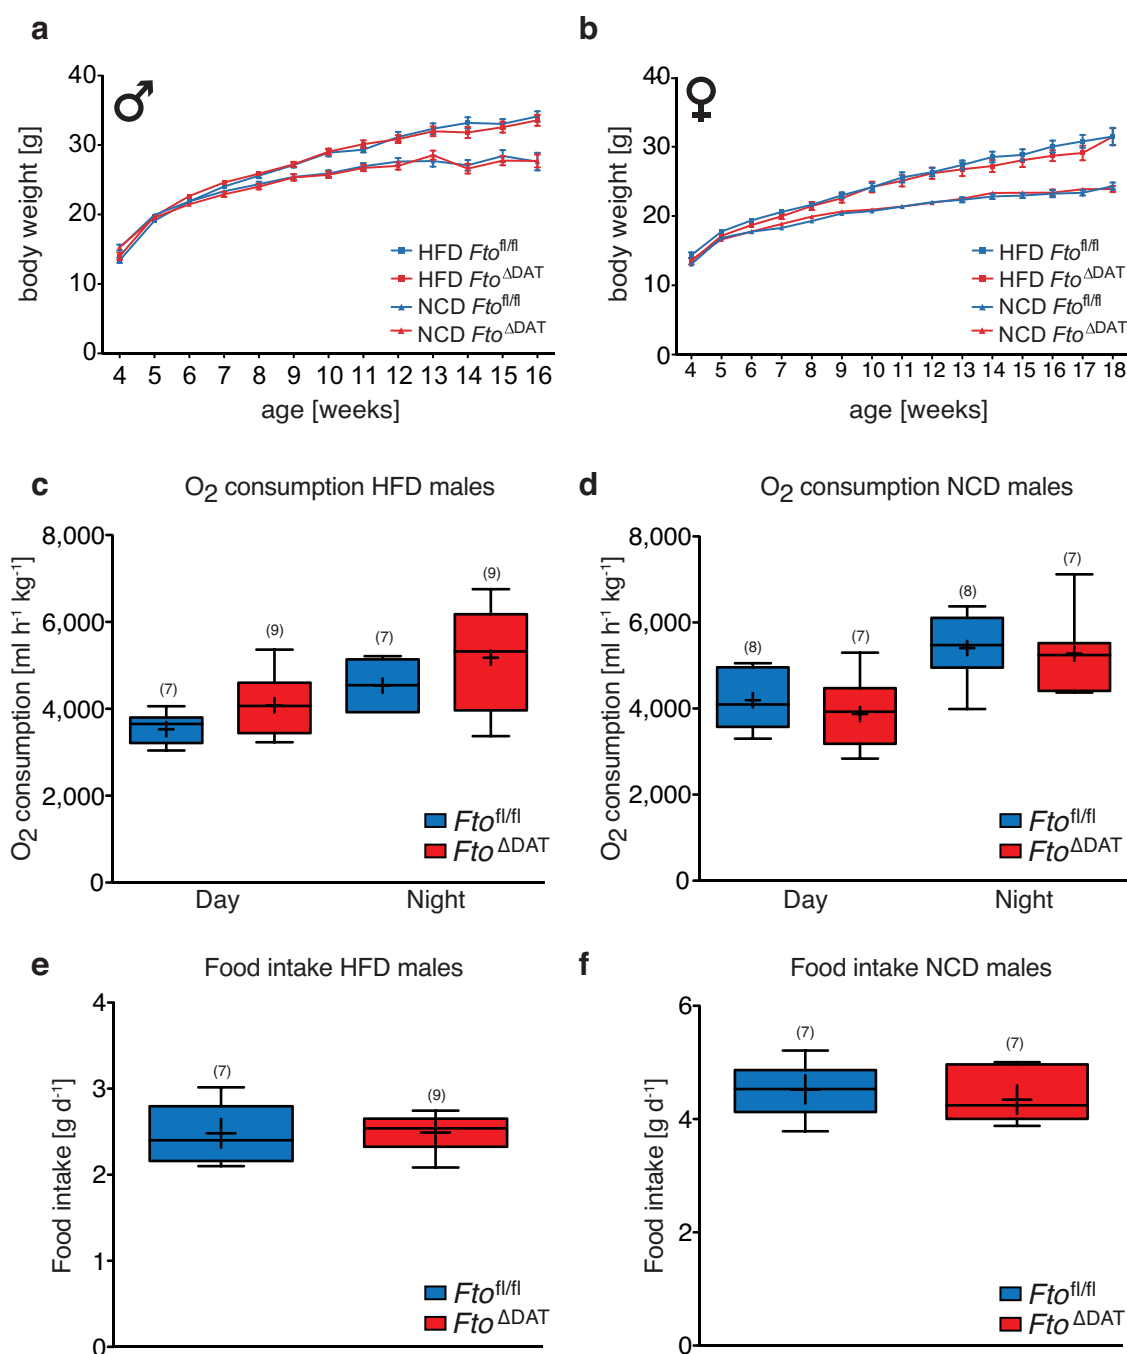 a
40
30
20
10
0
body weight [g]
♂
HFD Fto^fl/fl
HFD Fto^ΔDAT
NCD Fto^fl/fl
NCD Fto^ΔDAT
4 5 6 7 8 9 10 11 12 13 14 15 16
age [weeks]
b
40
30
20
10
0
body weight [g]
♀
HFD Fto^fl/fl
HFD Fto^ΔDAT
NCD Fto^fl/fl
NCD Fto^ΔDAT
4 5 6 7 8 9 10 11 12 13 14 15 16 17 18
age [weeks]
c
O₂ consumption HFD males
8,000
6,000
4,000
2,000
0
O₂ consumption [ml h⁻¹ kg⁻¹]
(7)
(9)
(7)
(9)
Fto^fl/fl
Fto^ΔDAT
Day Night
d
O₂ consumption NCD males
8,000
6,000
4,000
2,000
0
O₂ consumption [ml h⁻¹ kg⁻¹]
(8)
(7)
(8)
(7)
Fto^fl/fl
Fto^ΔDAT
Day Night
e
Food intake HFD males
4
3
2
1
0
Food intake [g d⁻¹]
(7)
(9)
Fto^fl/fl
Fto^ΔDAT
f
Food intake NCD males
6
4
2
0
Food intake [g d⁻¹]
(7)
(7)
Fto^fl/fl
Fto^ΔDAT